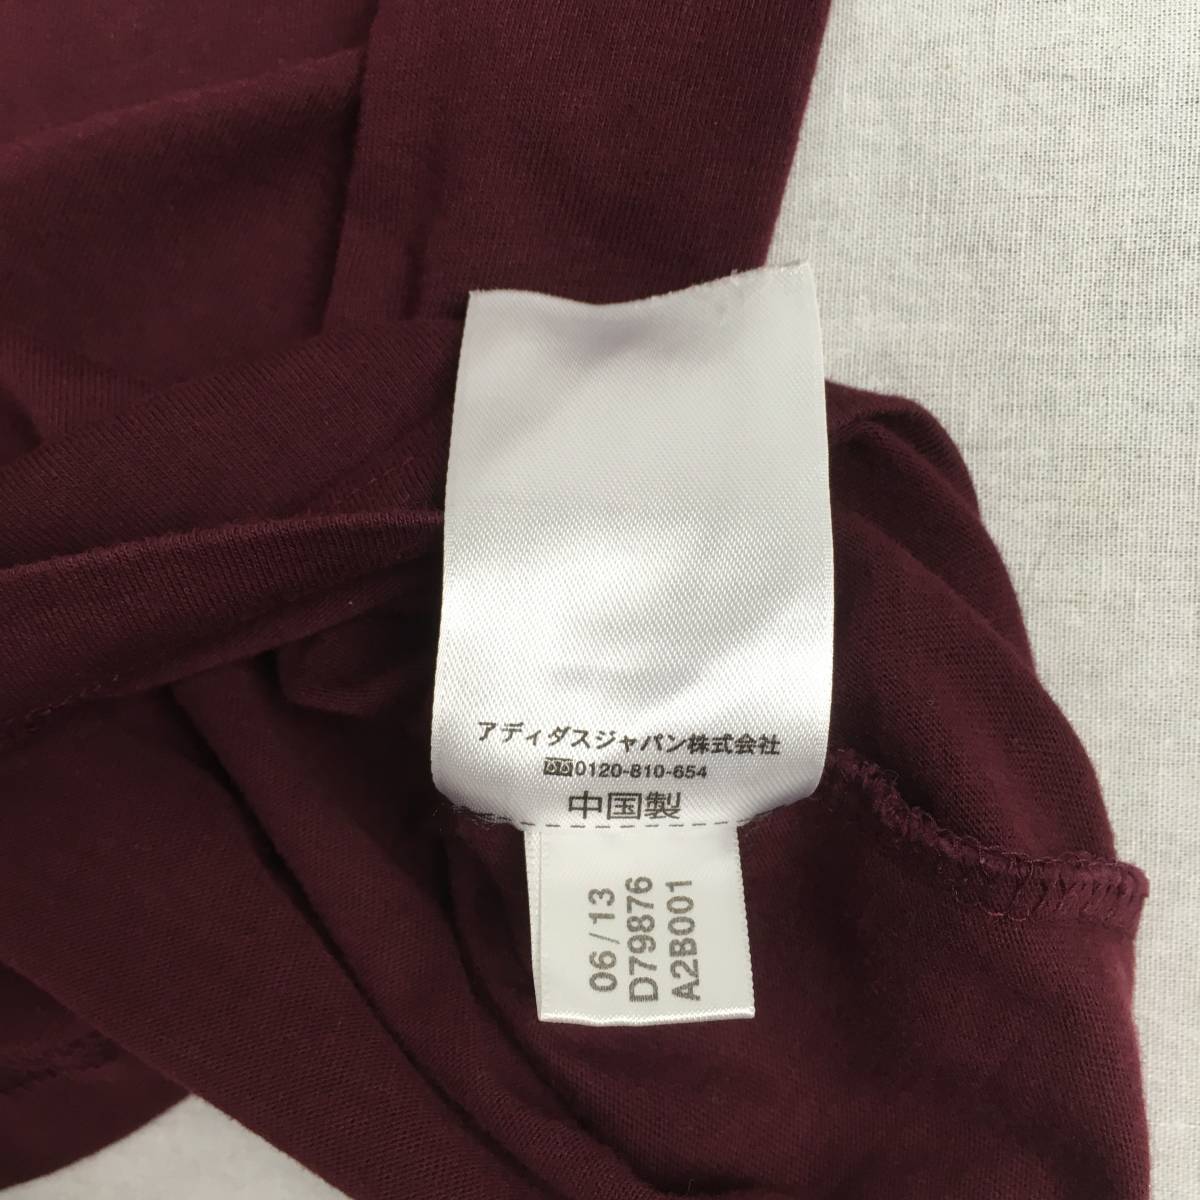 アディダスジャパン株式会社
0120-810-654
中国製
06/13
D79876
A2B001